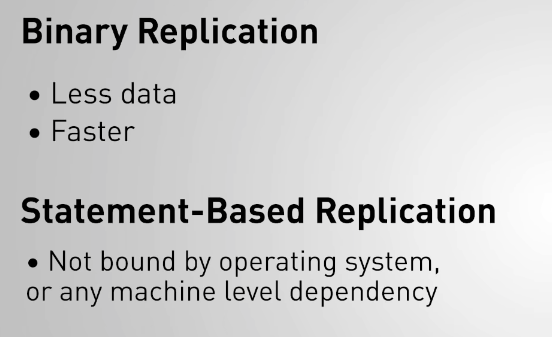 Binary Replication
• Less data
• Faster
Statement-Based Replication
• Not bound by operating system,
or any machine level dependency